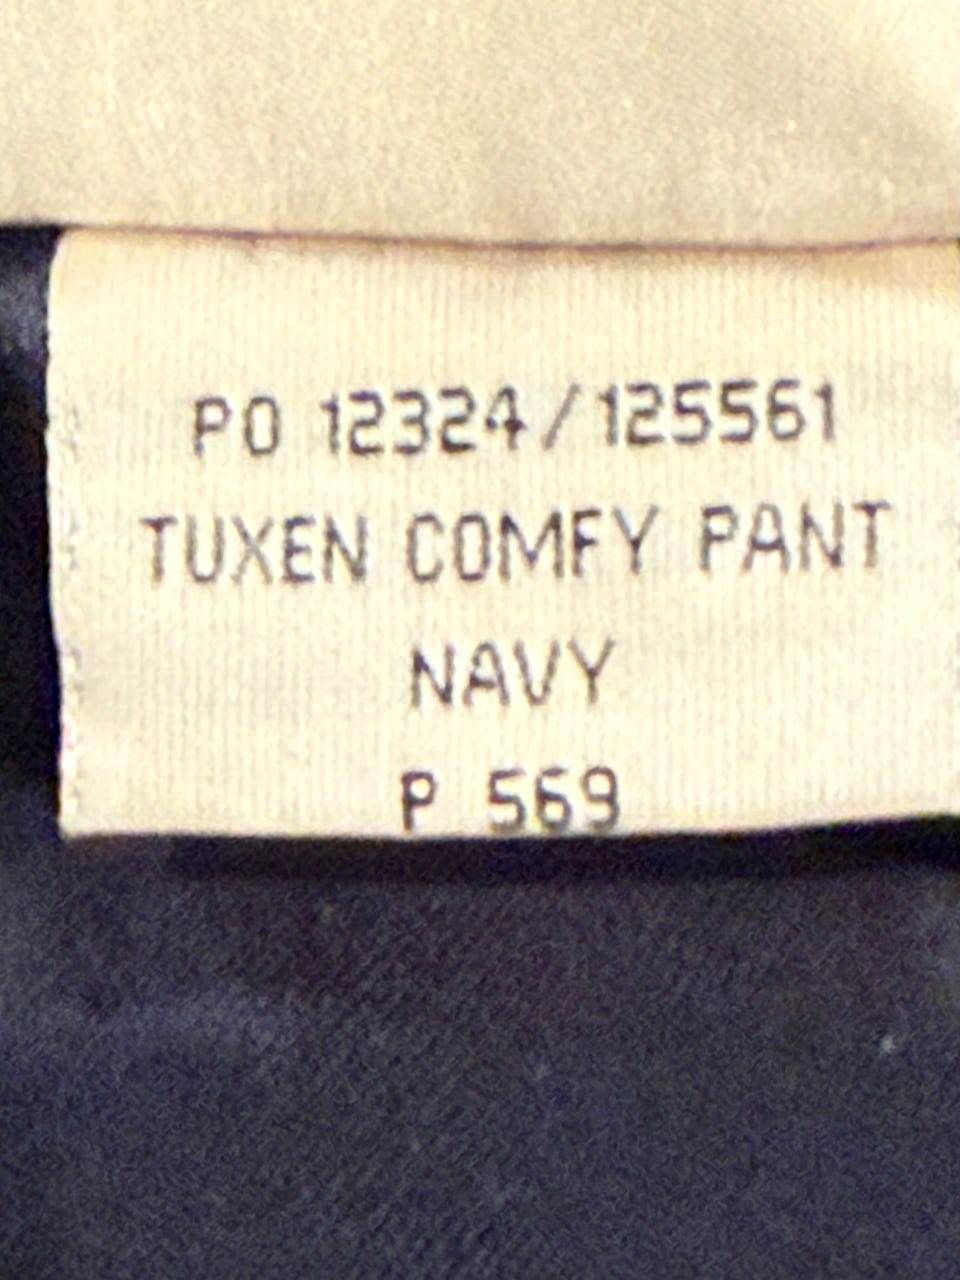 PO 12324/125561
TUXEN COMFY PANT
NAVY
P 569